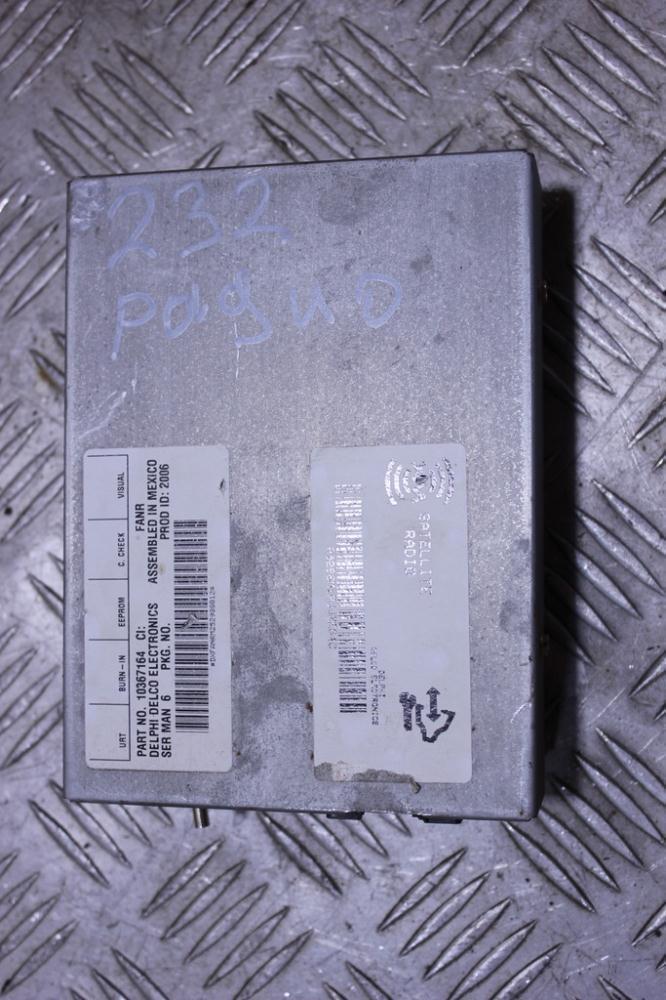 232
радио
URT BURN-IN EEPROM C. CHECK VISUAL
PART NO. 10367164 CI: FANR
DELPHI DELCO ELECTRONICS ASSEMBLED IN MEXICO
SER MAN 6 PKG. NO. PROD ID: 2006
SATELLITE
RADIO